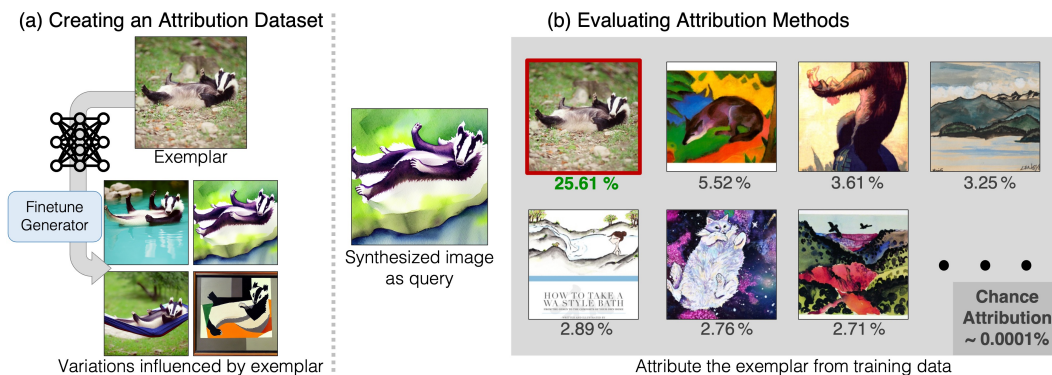 (a) Creating an Attribution Dataset
Exemplar
Finetune
Generator
Variations influenced by exemplar
Synthesized image
as query
(b) Evaluating Attribution Methods
25.61 %
5.52 %
3.61 %
3.25 %
HOW TO TAKE A
WA STYLE BATH
2.89 %
2.76 %
2.71 %
Chance
Attribution
~ 0.0001%
Attribute the exemplar from training data